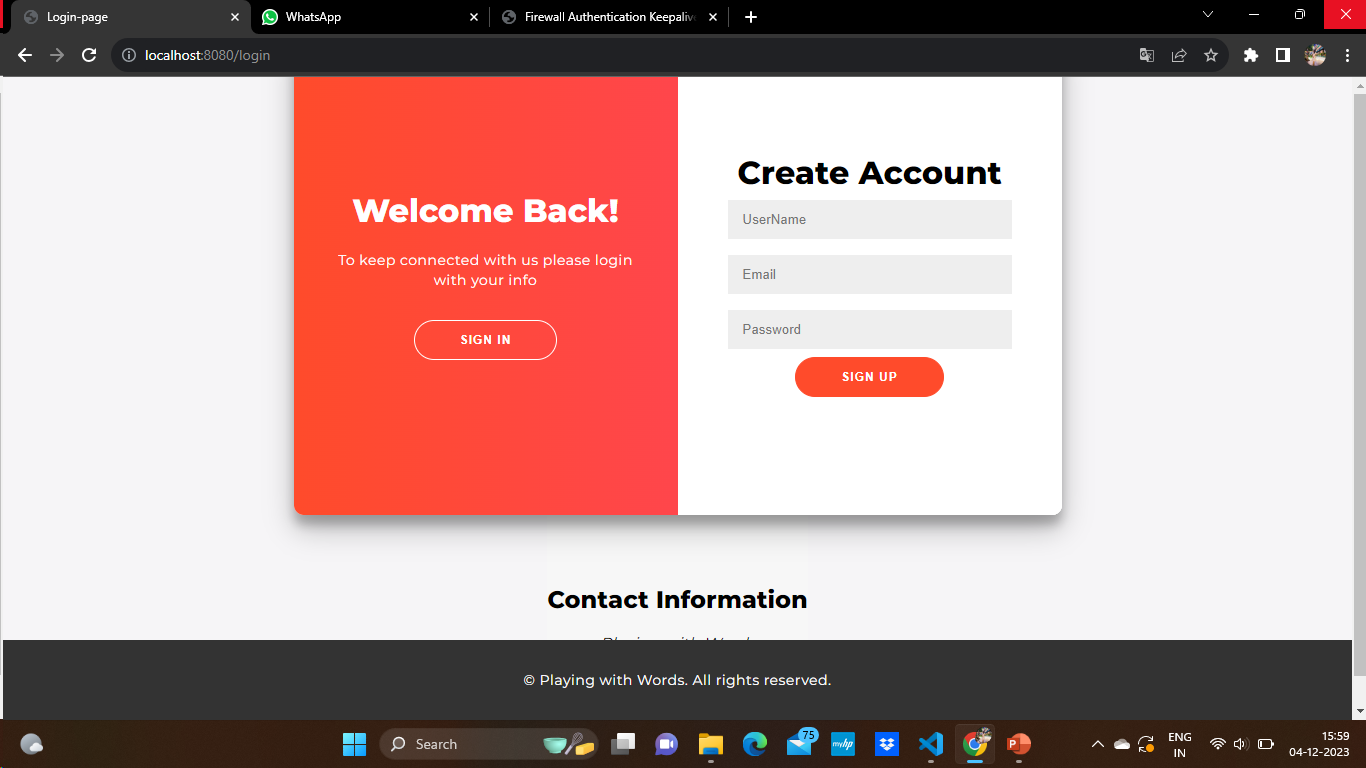 Login-page
WhatsApp
Firewall Authentication Keepaliv
localhost:8080/login
Welcome Back!
To keep connected with us please login
with your info
SIGN IN
Create Account
UserName
Email
Password
SIGN UP
Contact Information
© Playing with Words. All rights reserved.
Search
75
myhp
P
ENG
IN
15:59
04-12-2023